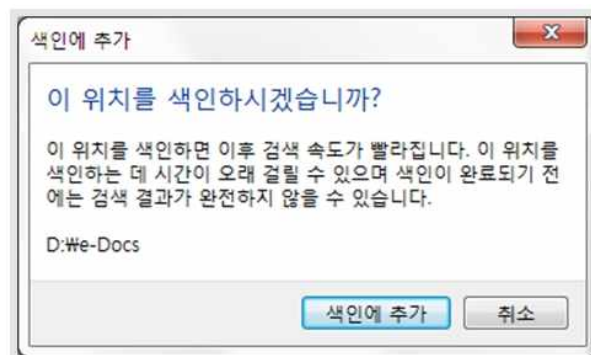 색인에 추가
이 위치를 색인하시겠습니까?
이 위치를 색인하면 이후 검색 속도가 빨라집니다. 이 위치를
색인하는 데 시간이 오래 걸릴 수 있으며 색인이 완료되기 전
에는 검색 결과가 완전하지 않을 수 있습니다.
D:₩e-Docs
색인에 추가
취소